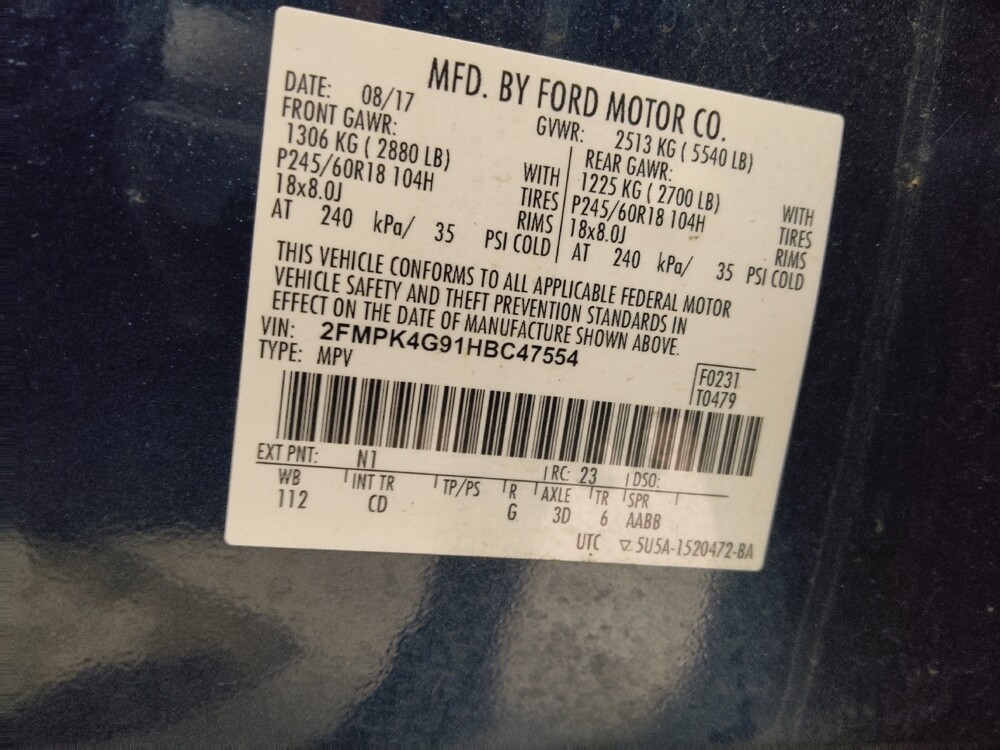 MFD. BY FORD MOTOR CO.
DATE: 08/17 GVWR: 2513 KG ( 5540 LB)
FRONT GAWR: REAR GAWR:
1306 KG ( 2880 LB) WITH 1225 KG ( 2700 LB) WITH
P245/60R18 104H TIRES P245/60R18 104H TIRES
18x8.0J RIMS 18x8.0J RIMS
AT 240 kPa/ 35 PSI COLD AT 240 kPa/ 35 PSI COLD
THIS VEHICLE CONFORMS TO ALL APPLICABLE FEDERAL MOTOR
VEHICLE SAFETY AND THEFT PREVENTION STANDARDS IN
EFFECT ON THE DATE OF MANUFACTURE SHOWN ABOVE.
VIN: 2FMPK4G91HBC47554
TYPE: MPV
F0231
T0479
EXT PNT: N1 RC: 23 DSO:
WB INT TR TP/PS R AXLE TR SPR
112 CD G 3D 6 AABB
UTC ▽ 5U5A-1520472-BA